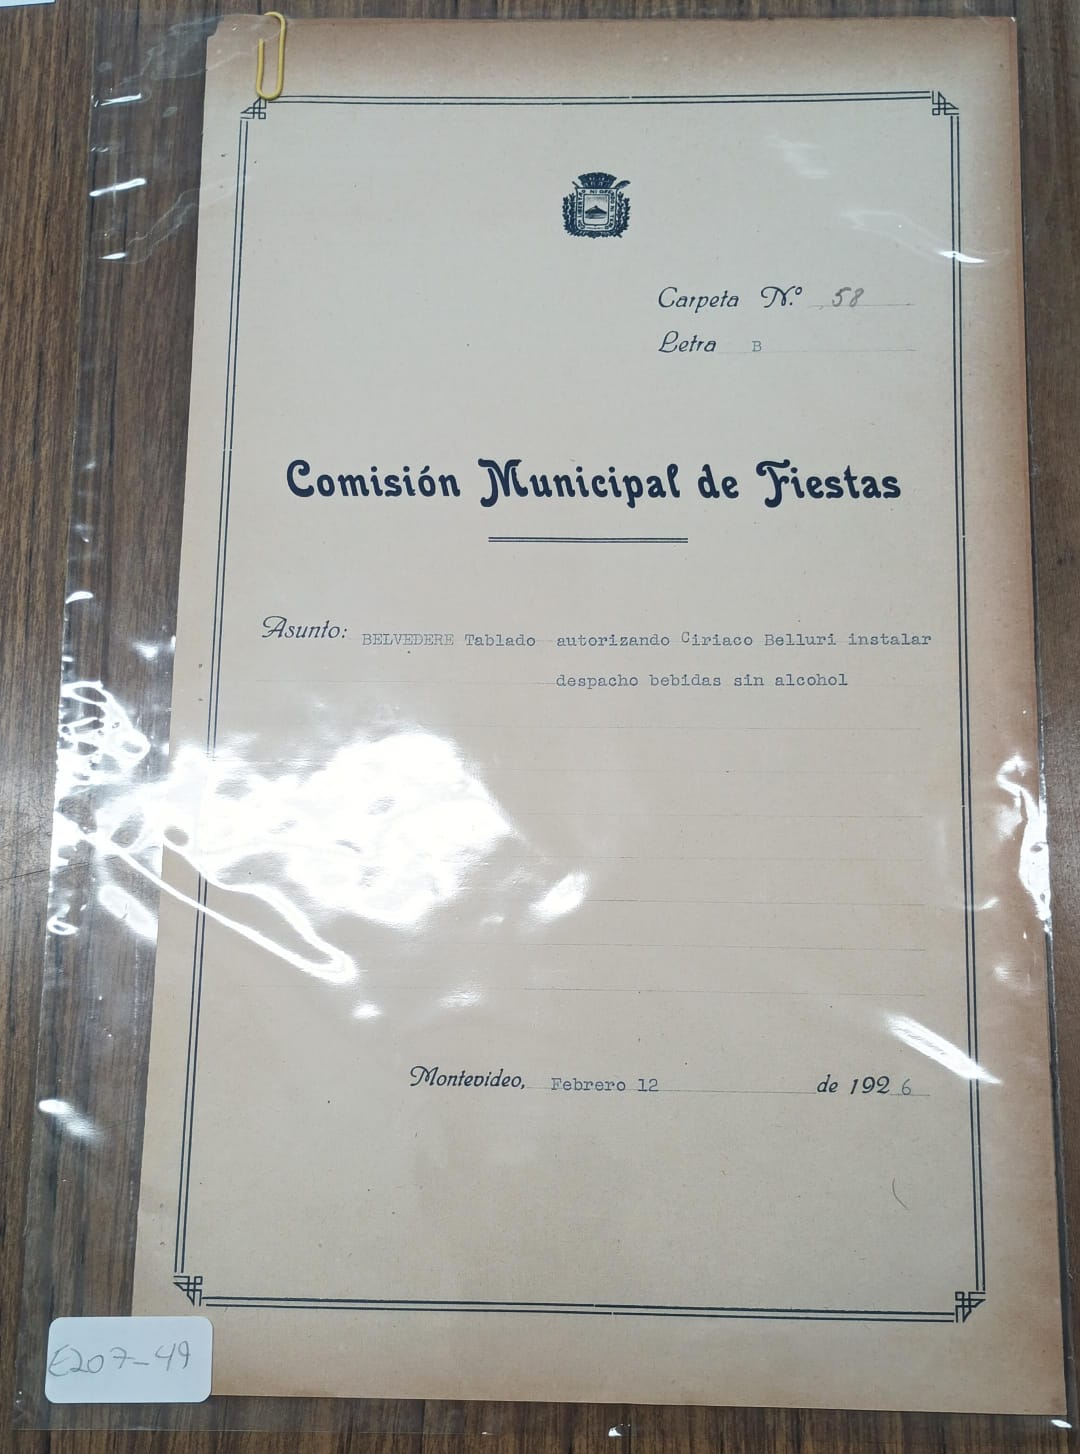 Carpeta N.º 58
Letra B
Comisión Municipal de Fiestas
Asunto: BELVEDERE Tablado autorizando Ciriaco Belluri instalar
despacho bebidas sin alcohol
Montevideo, Febrero 12 de 1926
E207-49